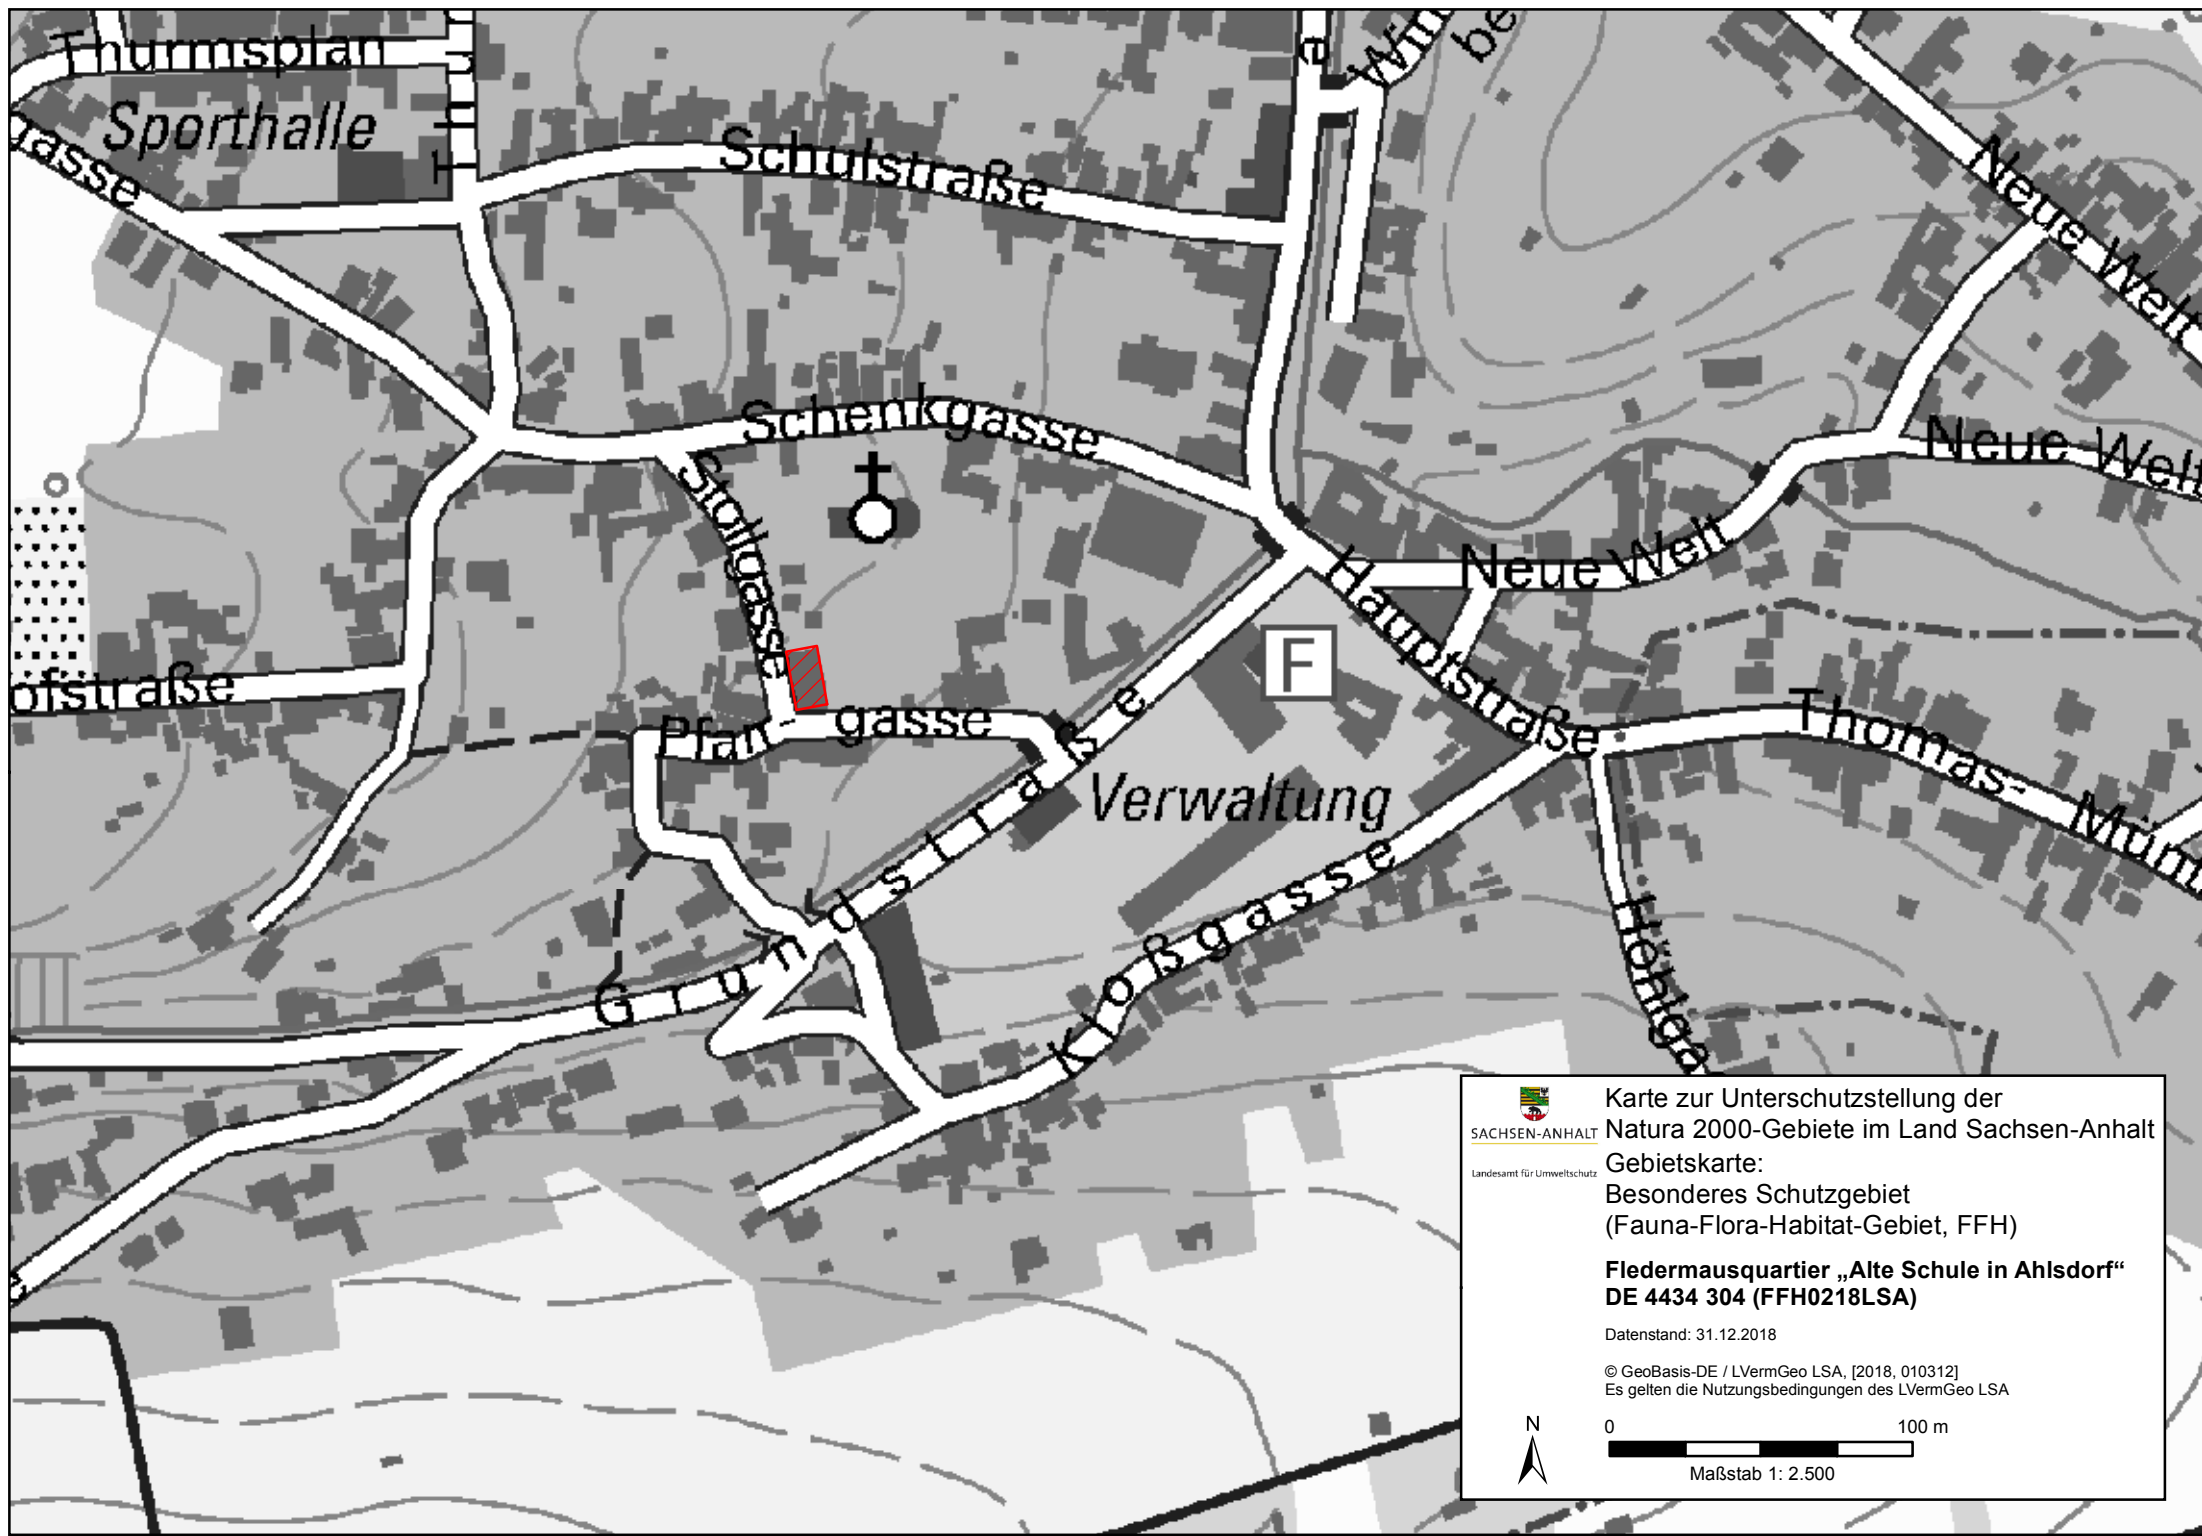 Thurmsplan
Sporthalle
gasse
Schulstraße
e
be
Neue Welt
Schenkgasse
Neue Welt
Stollgasse
Neue Welt
Hauptstraße
F
ofstraße
Pfarrgasse
Thomas-
Münt
Verwaltung
Grundstraße
Kloßgasse
e
SACHSEN-ANHALT
Landesamt für Umweltschutz
Karte zur Unterschutzstellung der
Natura 2000-Gebiete im Land Sachsen-Anhalt
Gebietskarte:
Besonderes Schutzgebiet
(Fauna-Flora-Habitat-Gebiet, FFH)
Fledermausquartier „Alte Schule in Ahlsdorf“
DE 4434 304 (FFH0218LSA)
Datenstand: 31.12.2018
© GeoBasis-DE / LVermGeo LSA, [2018, 010312]
Es gelten die Nutzungsbedingungen des LVermGeo LSA
N
0 100 m
Maßstab 1: 2.500